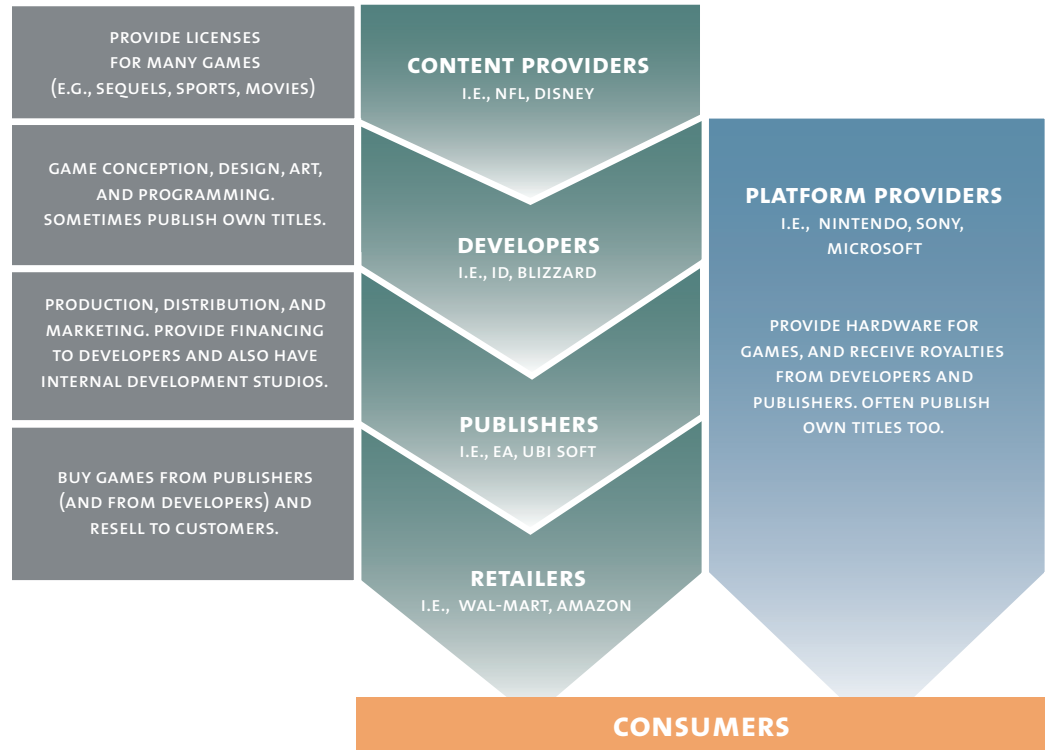 PROVIDE LICENSES
FOR MANY GAMES
(E.G., SEQUELS, SPORTS, MOVIES)
CONTENT PROVIDERS
I.E., NFL, DISNEY
GAME CONCEPTION, DESIGN, ART,
AND PROGRAMMING.
SOMETIMES PUBLISH OWN TITLES.
DEVELOPERS
I.E., ID, BLIZZARD
PRODUCTION, DISTRIBUTION, AND
MARKETING. PROVIDE FINANCING
TO DEVELOPERS AND ALSO HAVE
INTERNAL DEVELOPMENT STUDIOS.
PUBLISHERS
I.E., EA, UBI SOFT
BUY GAMES FROM PUBLISHERS
(AND FROM DEVELOPERS) AND
RESELL TO CUSTOMERS.
RETAILERS
I.E., WAL-MART, AMAZON
PLATFORM PROVIDERS
I.E., NINTENDO, SONY,
MICROSOFT
PROVIDE HARDWARE FOR
GAMES, AND RECEIVE ROYALTIES
FROM DEVELOPERS AND
PUBLISHERS. OFTEN PUBLISH
OWN TITLES TOO.
CONSUMERS